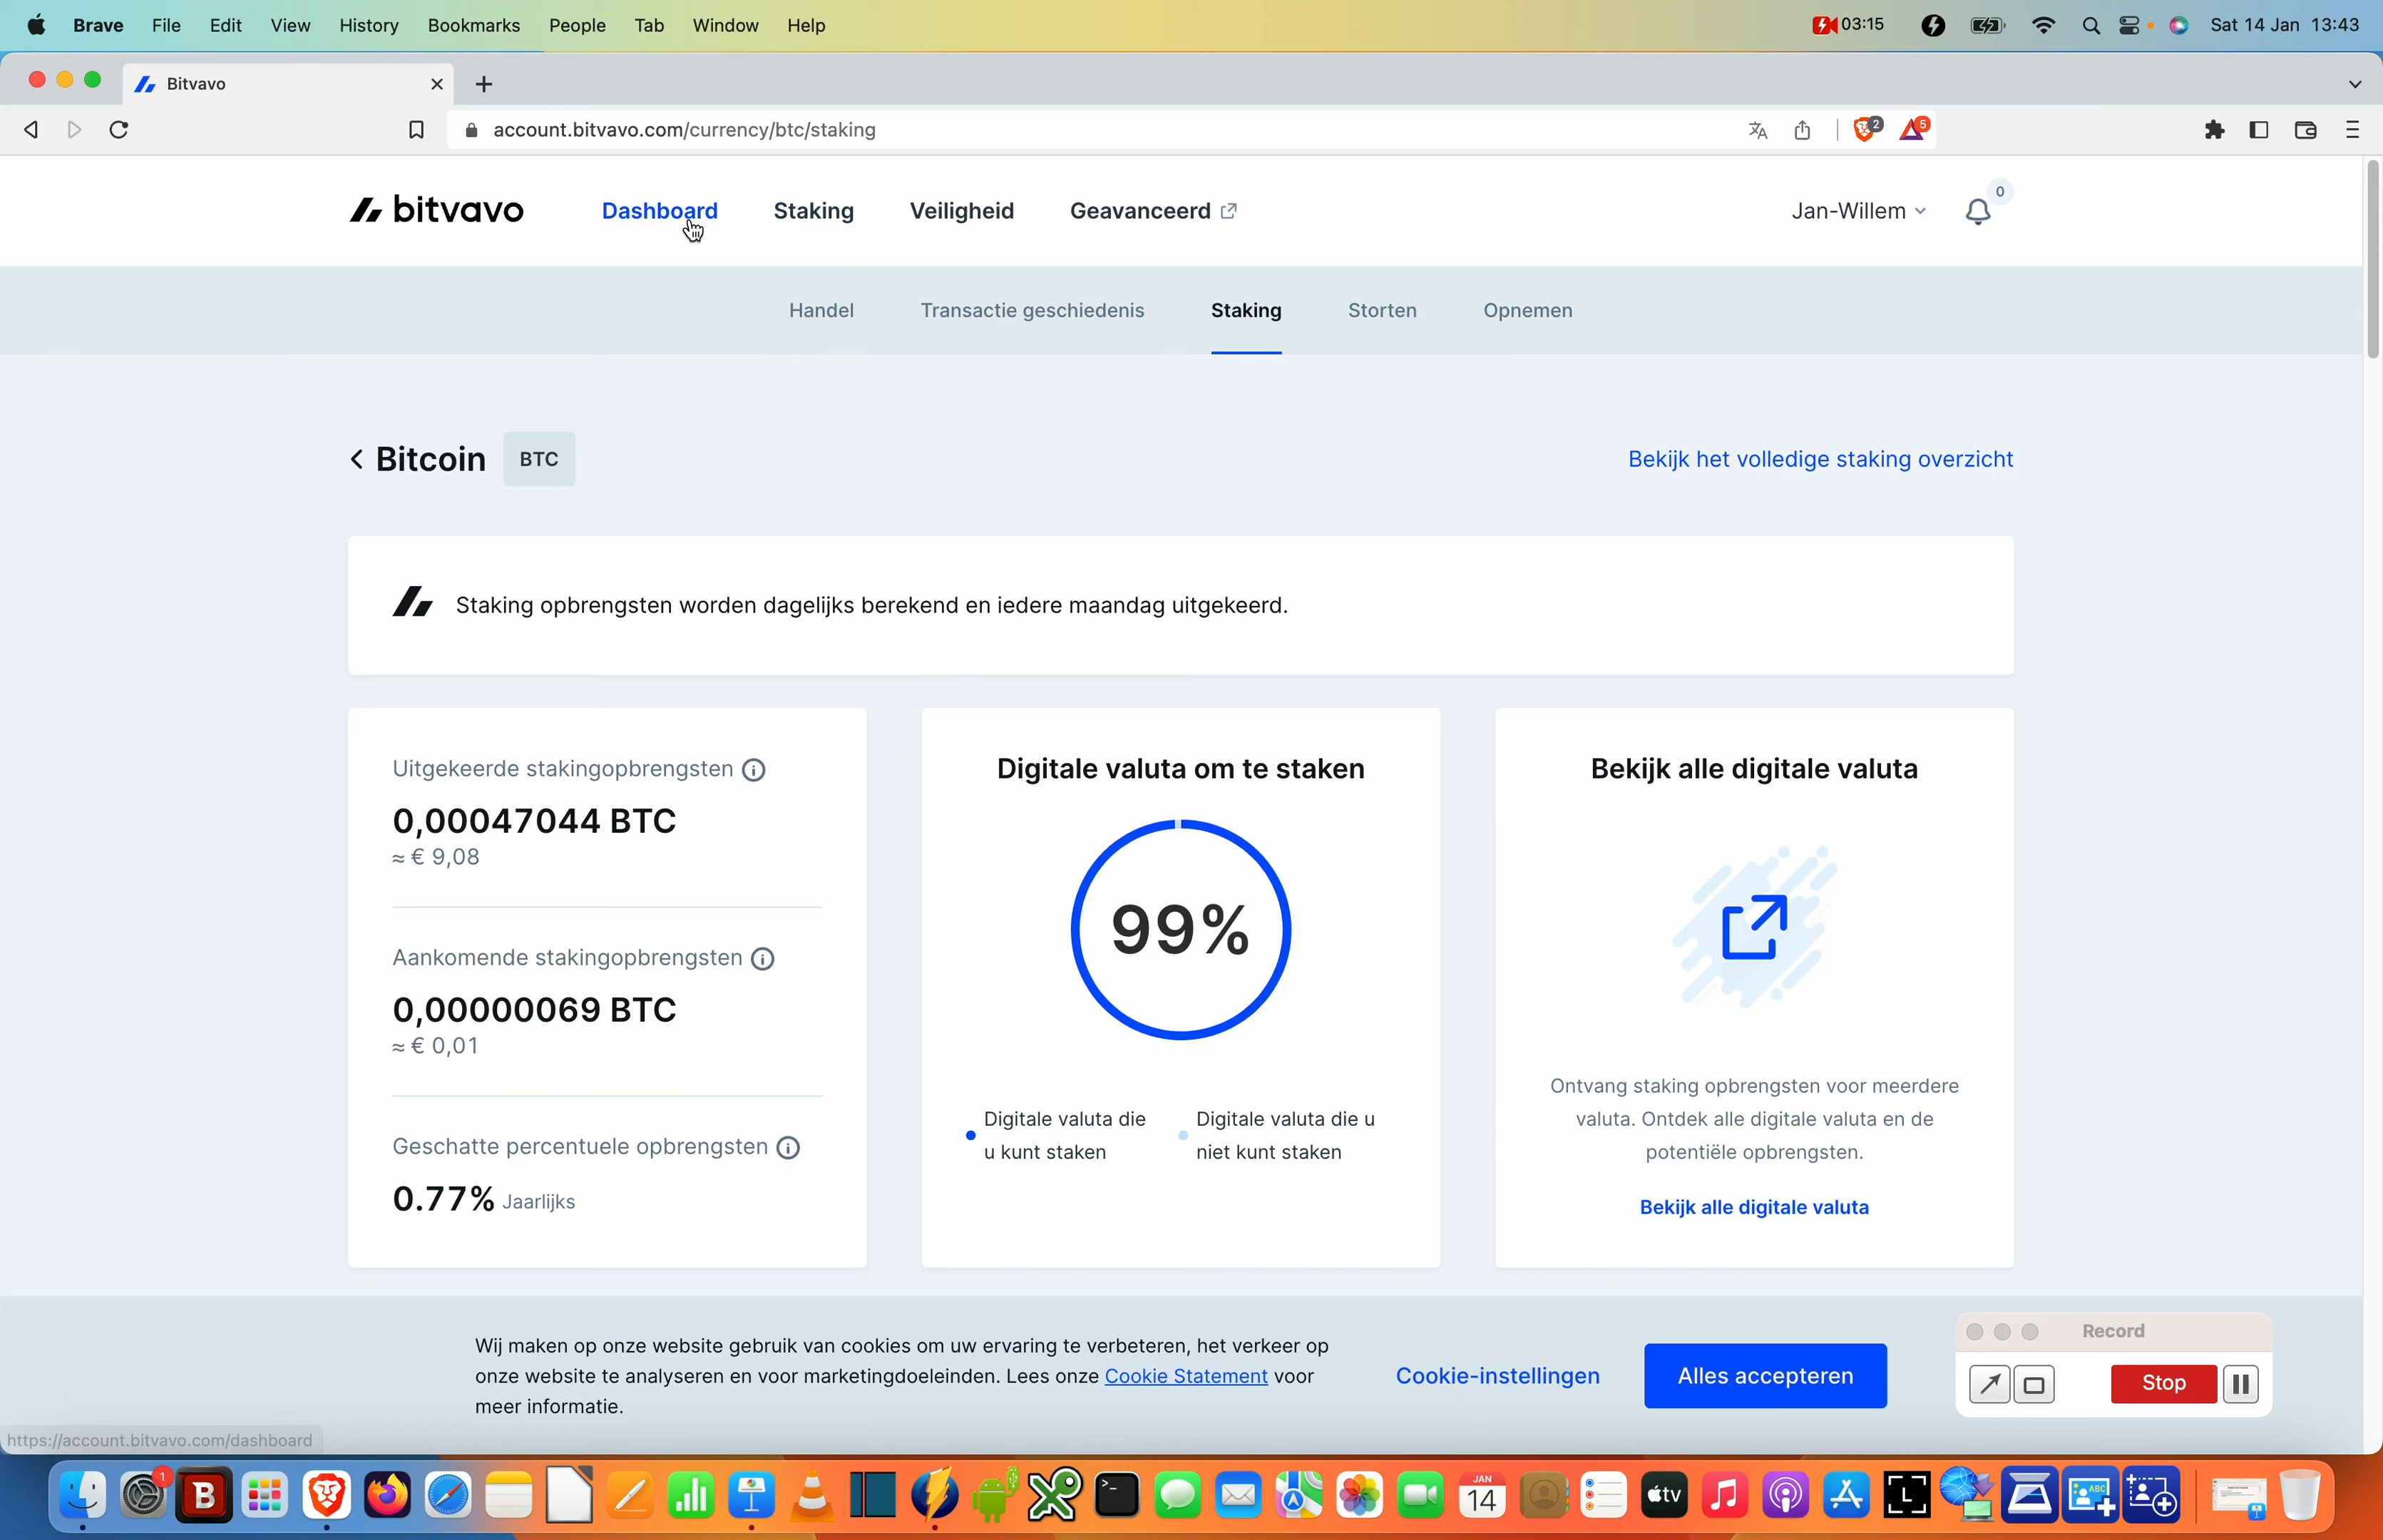 Brave File Edit View History Bookmarks People Tab Window Help 03:15 Sat 14 Jan 13:43
Bitvavo
account.bitvavo.com/currency/btc/staking 2 5
bitvavo Dashboard Staking Veiligheid Geavanceerd Jan-Willem 0
Handel Transactie geschiedenis Staking Storten Opnemen
Bitcoin BTC Bekijk het volledige staking overzicht
Staking opbrengsten worden dagelijks berekend en iedere maandag uitgekeerd.
Uitgekeerde stakingopbrengsten
0,00047044 BTC
≈ € 9,08
Aankomende stakingopbrengsten
0,00000069 BTC
≈ € 0,01
Geschatte percentuele opbrengsten
0.77% Jaarlijks
Digitale valuta om te staken
99%
Digitale valuta die
u kunt staken
Digitale valuta die u
niet kunt staken
Bekijk alle digitale valuta
Ontvang staking opbrengsten voor meerdere
valuta. Ontdek alle digitale valuta en de
potentiële opbrengsten.
Bekijk alle digitale valuta
Wij maken op onze website gebruik van cookies om uw ervaring te verbeteren, het verkeer op
onze website te analyseren en voor marketingdoeleinden. Lees onze Cookie Statement voor
meer informatie.
Cookie-instellingen
Alles accepteren
Record
Stop
https://account.bitvavo.com/dashboard
1
B
JAN
14
tv
L
ABC